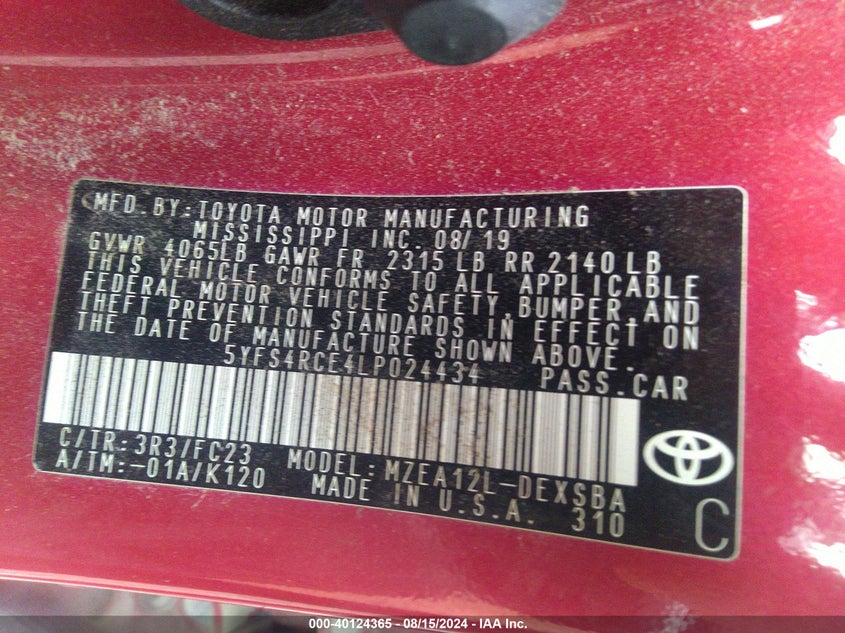 MFD.BY:TOYOTA MOTOR MANUFACTURING
MISSISSIPPI INC. 08/19
GVWR 4065LB GAWR FR 2315 LB RR 2140 LB
THIS VEHICLE CONFORMS TO ALL APPLICABLE
FEDERAL MOTOR VEHICLE SAFETY,BUMPER,AND
THEFT PREVENTION STANDARDS IN EFFECT ON
THE DATE OF MANUFACTURE SHOWN ABOVE.
5YFS4RCE4LP024434 PASS.CAR
C/TR:3R3/FC23 MODEL:MZEA12L-DEXSBA
A/TM:-01A/K120 MADE IN U.S.A. 310
C
000-40124365 - 08/15/2024 - IAA Inc.